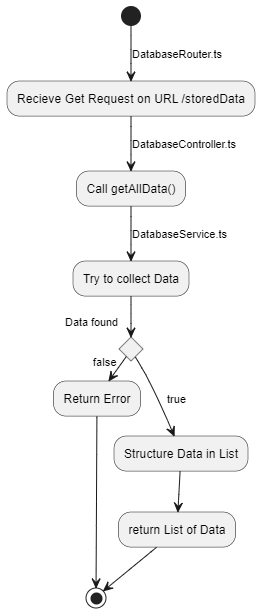 DatabaseRouter.ts
Recieve Get Request on URL /storedData
DatabaseController.ts
Call getAllData()
DatabaseService.ts
Try to collect Data
Data found
false
true
Return Error
Structure Data in List
return List of Data